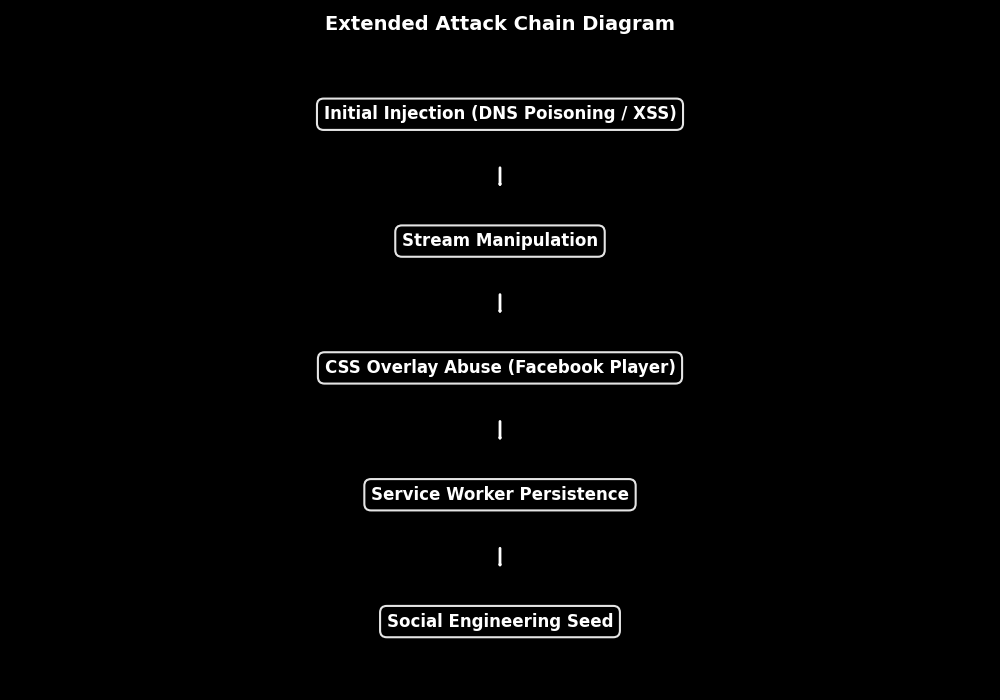 Extended Attack Chain Diagram
Initial Injection (DNS Poisoning / XSS)
Stream Manipulation
CSS Overlay Abuse (Facebook Player)
Service Worker Persistence
Social Engineering Seed